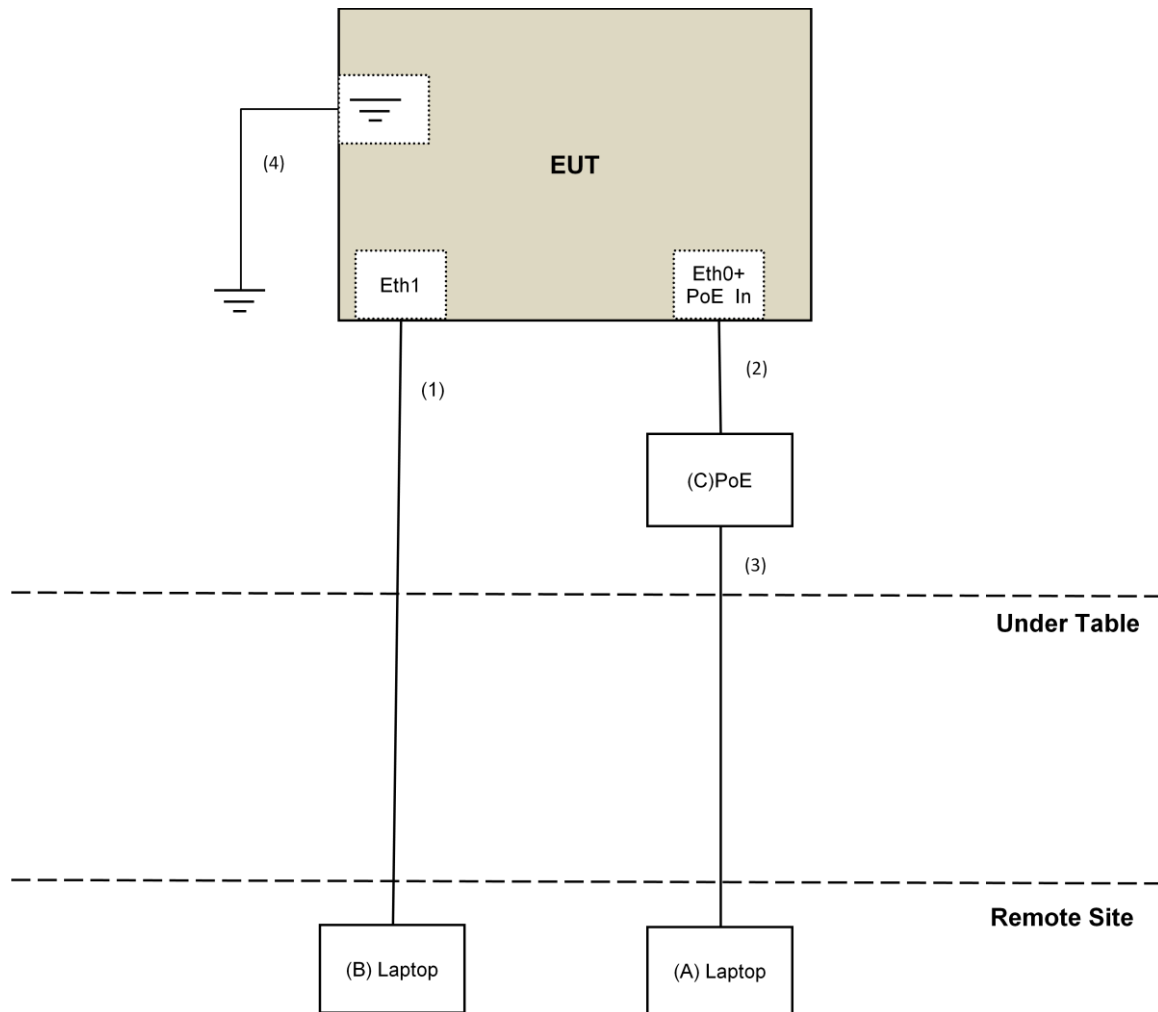 (4)
EUT
Eth1
Eth0+
PoE In
(1)
(2)
(C)PoE
(3)
Under Table
Remote Site
(B) Laptop
(A) Laptop